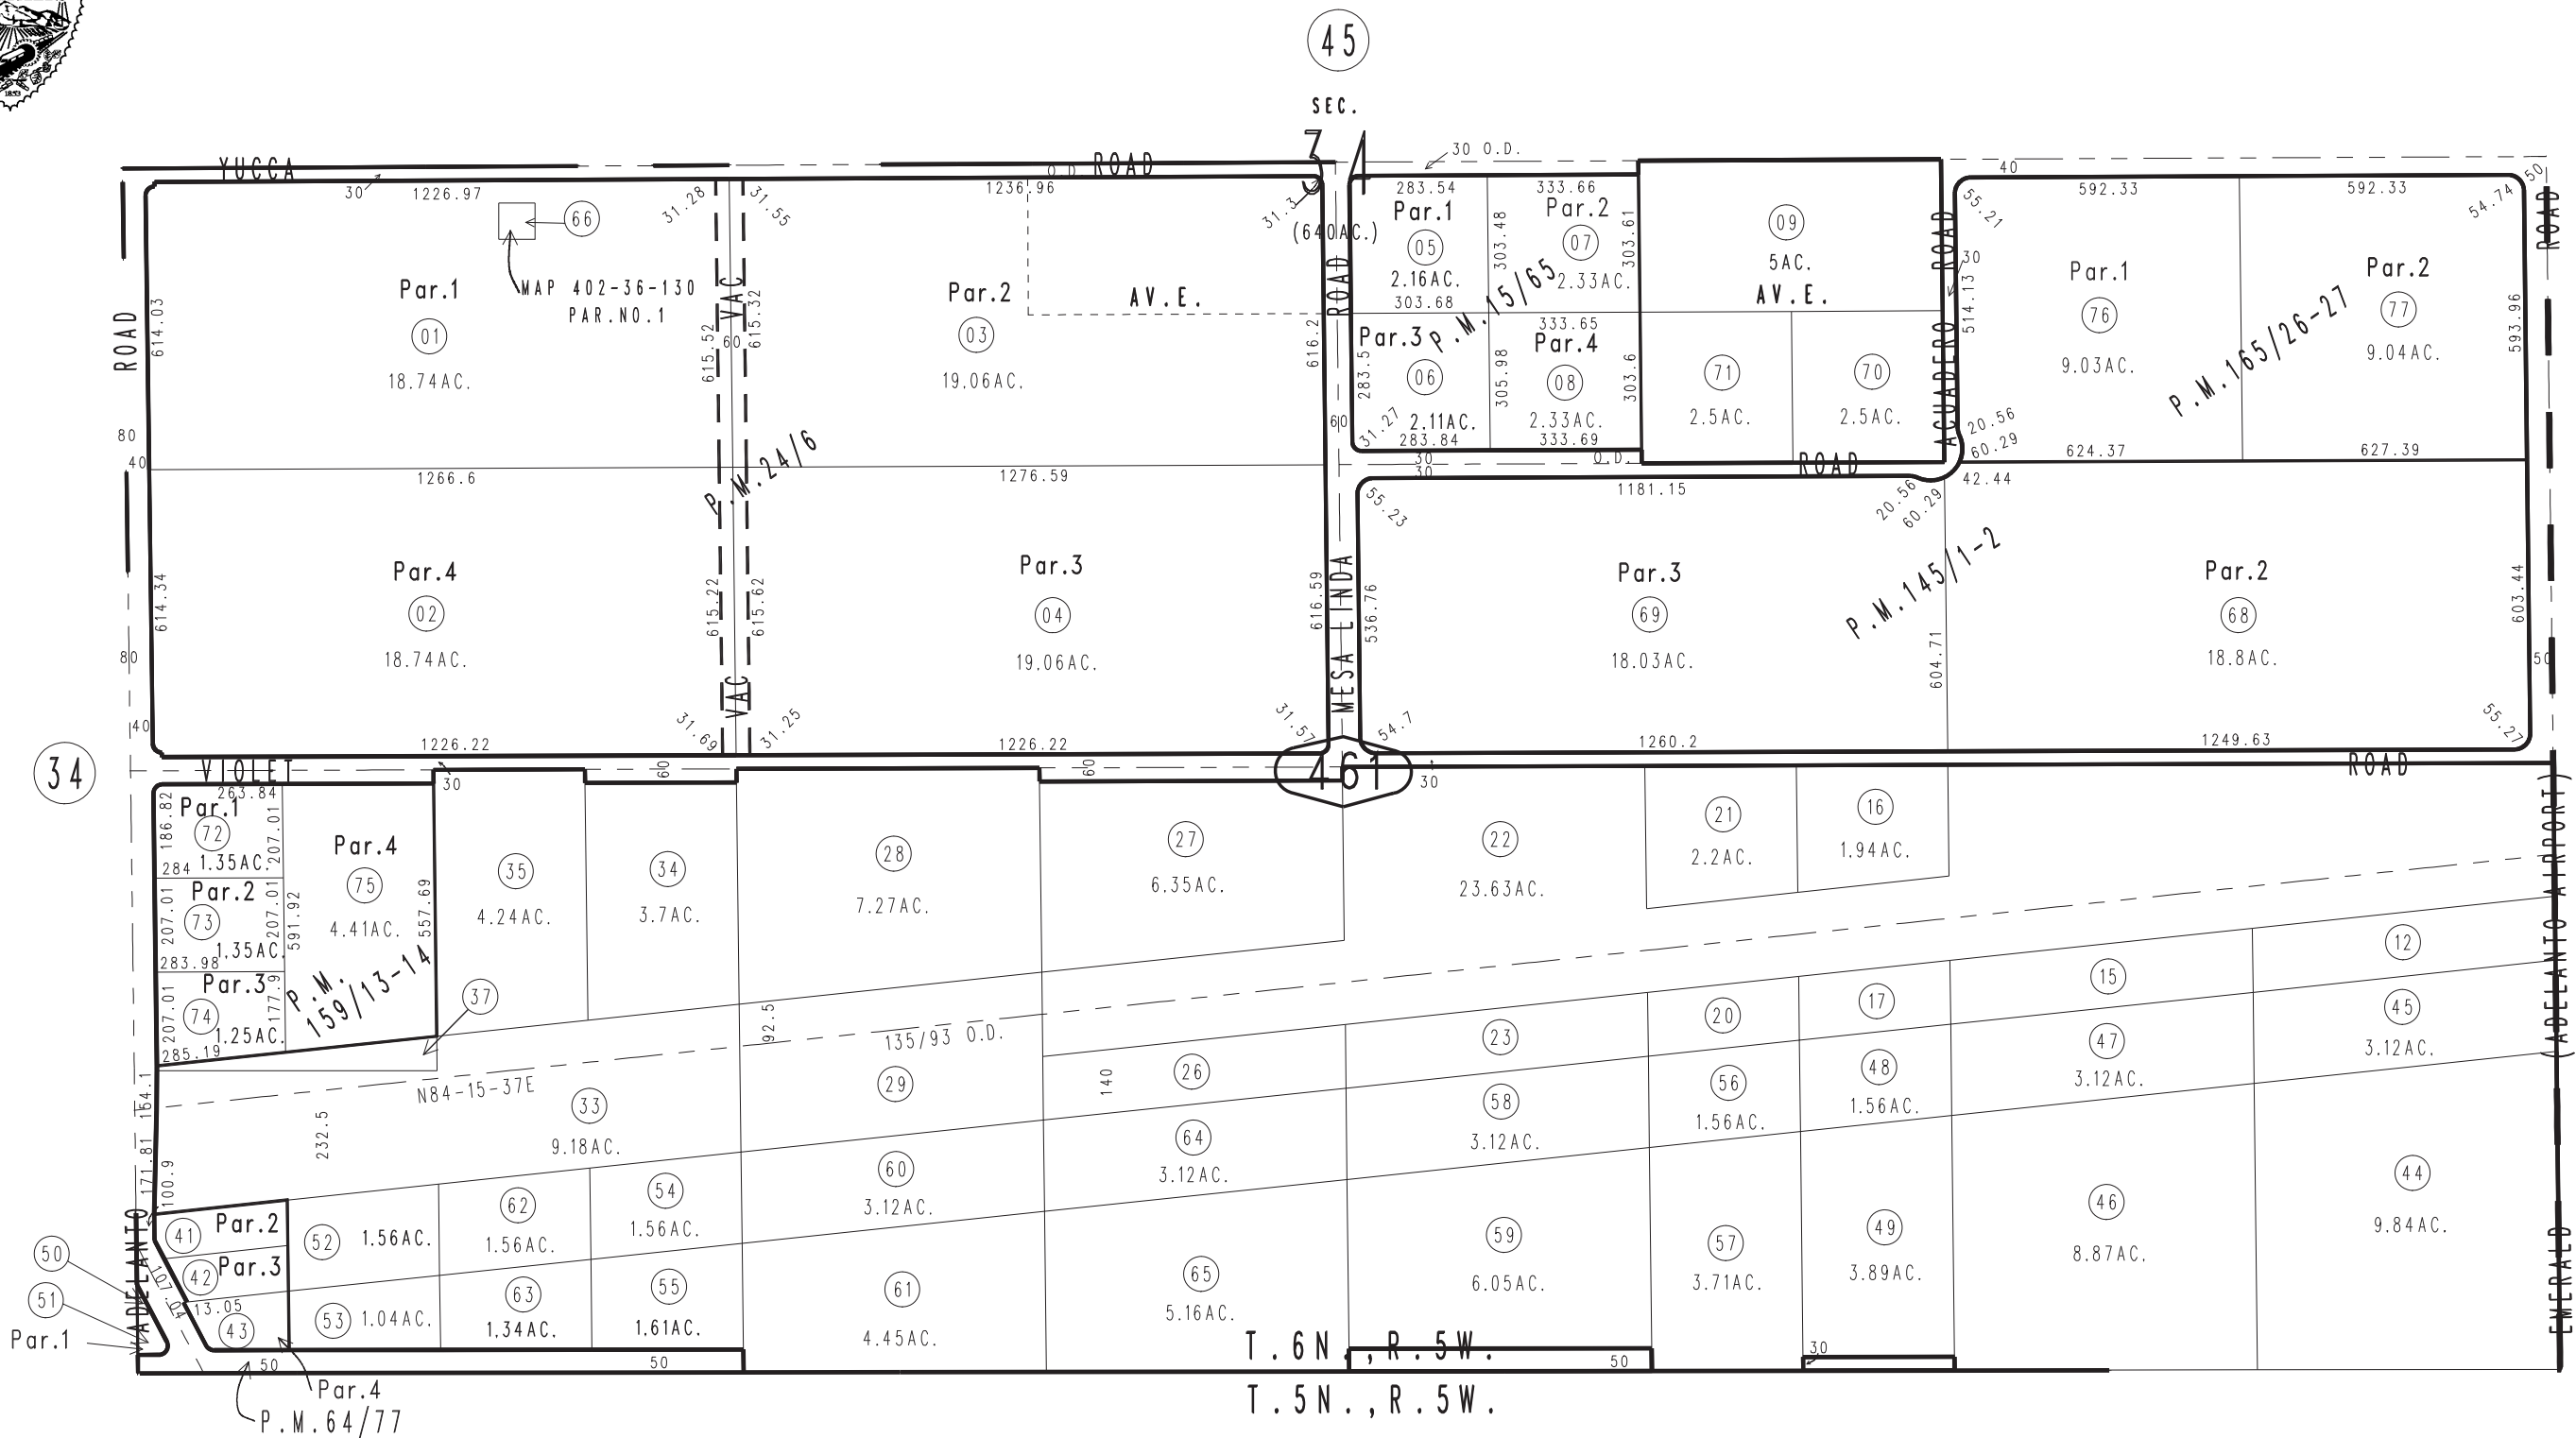 45
SEC.
34
(640AC.)
YUCCA
ROAD
O.D.
30 O.D.
30
1226.97
31.28
31.55
1236.96
31.3
283.54
333.66
40
592.33
592.33
54.74
50
ROAD
66
MAP 402-36-130
PAR.NO.1
Par.1
01
18.74AC.
614.03
ROAD
615.52
VAC
60
615.32
Par.2
03
19.06AC.
AV.E.
616.2
ROAD
Par.1
05
2.16AC.
303.68
303.48
Par.2
07
2.33AC.
303.61
333.65
P.M.15/65
Par.3
06
2.11AC.
283.5
31.27
283.84
305.98
Par.4
08
2.33AC.
333.69
303.6
09
5AC.
AV.E.
71
2.5AC.
70
2.5AC.
ACUADERO ROAD
55.21
30
514.13
Par.1
76
9.03AC.
Par.2
77
9.04AC.
593.96
P.M.165/26-27
20.56
60.29
624.37
627.39
42.44
80
40
60
30
30
O.D.
ROAD
1266.6
P.M.24/6
1276.59
55.23
1181.15
20.56
60.29
Par.4
02
18.74AC.
614.34
615.22
615.62
VAC
Par.3
04
19.06AC.
616.59
MESA LINDA
536.76
Par.3
69
18.03AC.
P.M.145/1-2
604.71
Par.2
68
18.8AC.
603.44
50
80
40
31.69
31.25
31.57
54.7
55.27
1226.22
1226.22
1260.2
1249.63
34
VIOLET
30
60
60
461
30
ROAD
263.84
186.82
Par.1
72
1.35AC.
207.01
284
Par.2
73
1.35AC.
207.01
207.01
283.98
Par.3
74
1.25AC.
207.01
177.9
285.19
Par.4
75
4.41AC.
591.92
557.69
P.M.
159/13-14
35
4.24AC.
34
3.7AC.
28
7.27AC.
27
6.35AC.
22
23.63AC.
21
2.2AC.
16
1.94AC.
(ADELANTO AIRPORT)
37
92.5
135/93 O.D.
N84-15-37E
164.1
232.5
33
9.18AC.
29
140
26
23
20
17
15
12
171.81
100.9
60
3.12AC.
64
3.12AC.
58
3.12AC.
56
1.56AC.
48
1.56AC.
47
3.12AC.
45
3.12AC.
ADELANTO
41
Par.2
42
Par.3
43
107.04
13.05
50
51
Par.1
52
1.56AC.
62
1.56AC.
54
1.56AC.
53
1.04AC.
63
1.34AC.
55
1.61AC.
61
4.45AC.
65
5.16AC.
59
6.05AC.
57
3.71AC.
49
3.89AC.
46
8.87AC.
44
9.84AC.
EMERALD
50
50
50
30
T.6N.,R.5W.
T.5N.,R.5W.
Par.4
P.M.64/77